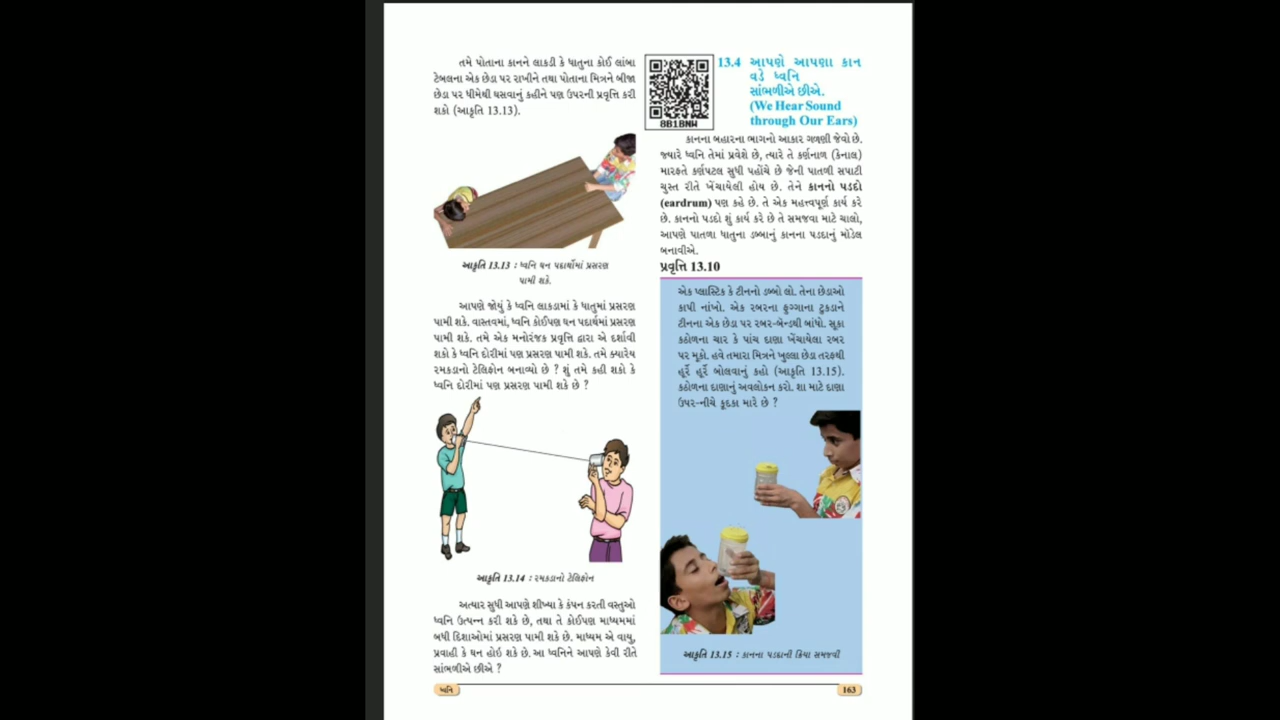 તમે પોતાના કાનને લાકડી કે ધાતુના કોઈ લાંબા
ટેબલના એક છેડા પર રાખીને તથા પોતાના મિત્રને બીજા
છેડા પર ધીમેથી ઘસવાનું કહીને પણ ઉપરની પ્રવૃત્તિ કરી
શકો (આકૃતિ 13.13).
આકૃતિ 13.13 : ધ્વનિ ઘન પદાર્થોમાં પ્રસરણ
પામી શકે.
આપણે જોયું કે ધ્વનિ લાકડામાં કે ધાતુમાં પ્રસરણ
પામી શકે. વાસ્તવમાં, ધ્વનિ કોઈપણ ઘન પદાર્થમાં પ્રસરણ
પામી શકે. તમે એક મનોરંજક પ્રવૃત્તિ દ્વારા એ દર્શાવી
શકો કે ધ્વનિ દોરીમાં પણ પ્રસરણ પામી શકે. તમે ક્યારેય
રમકડાનો ટેલિફોન બનાવ્યો છે ? શું તમે કહી શકો કે
ધ્વનિ દોરીમાં પણ પ્રસરણ પામી શકે છે ?
આકૃતિ 13.14 : રમકડાનો ટેલિફોન
અત્યાર સુધી આપણે શીખ્યા કે કંપન કરતી વસ્તુઓ
ધ્વનિ ઉત્પન્ન કરી શકે છે, તથા તે કોઈપણ માધ્યમમાં
બધી દિશાઓમાં પ્રસરણ પામી શકે છે. માધ્યમ એ વાયુ,
પ્રવાહી કે ઘન હોઇ શકે છે. આ ધ્વનિને આપણે કેવી રીતે
સાંભળીએ છીએ ?
8B1BNW
13.4 આપણે આપણા કાન
વડે ધ્વનિ
સાંભળીએ છીએ.
(We Hear Sound
through Our Ears)
કાનના બહારના ભાગનો આકાર ગળણી જેવો છે.
જ્યારે ધ્વનિ તેમાં પ્રવેશે છે, ત્યારે તે કર્ણનાળ (કેનાલ)
મારફતે કર્ણપટલ સુધી પહોંચે છે જેની પાતળી સપાટી
ચુસ્ત રીતે ખેંચાયેલી હોય છે. તેને કાનનો પડદો
(eardrum) પણ કહે છે. તે એક મહત્ત્વપૂર્ણ કાર્ય કરે
છે. કાનનો પડદો શું કાર્ય કરે છે તે સમજવા માટે ચાલો,
આપણે પાતળા ધાતુના ડબ્બાનું કાનના પડદાનું મૉડેલ
બનાવીએ.
પ્રવૃત્તિ 13.10
એક પ્લાસ્ટિક કે ટીનનો ડબ્બો લો. તેના છેડાઓ
કાપી નાંખો. એક રબરના ફૂગ્ગાના ટુકડાને
ટીનના એક છેડા પર રબર-બેન્ડથી બાંધો. સૂકા
કઠોળના ચાર કે પાંચ દાણા ખેંચાયેલા રબર
પર મૂકો. હવે તમારા મિત્રને ખુલ્લા છેડા તરફથી
હૂર્રે હૂર્રે બોલવાનું કહો (આકૃતિ 13.15).
કઠોળના દાણાનું અવલોકન કરો. શા માટે દાણા
ઉપર-નીચે કૂદકા મારે છે ?
આકૃતિ 13.15 : કાનના પડદાની ક્રિયા સમજવી
ધ્વનિ
163